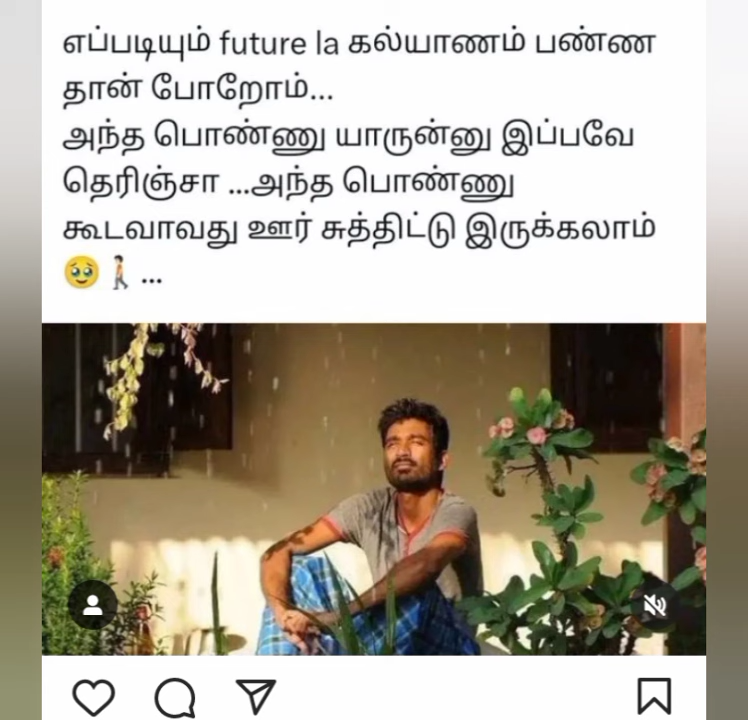 எப்படியும் future la கல்யாணம் பண்ண
தான் போறோம்...
அந்த பொண்ணு யாருன்னு இப்பவே
தெரிஞ்சா ...அந்த பொண்ணு
கூடவாவது ஊர் சுத்திட்டு இருக்கலாம்
🥹🚶...